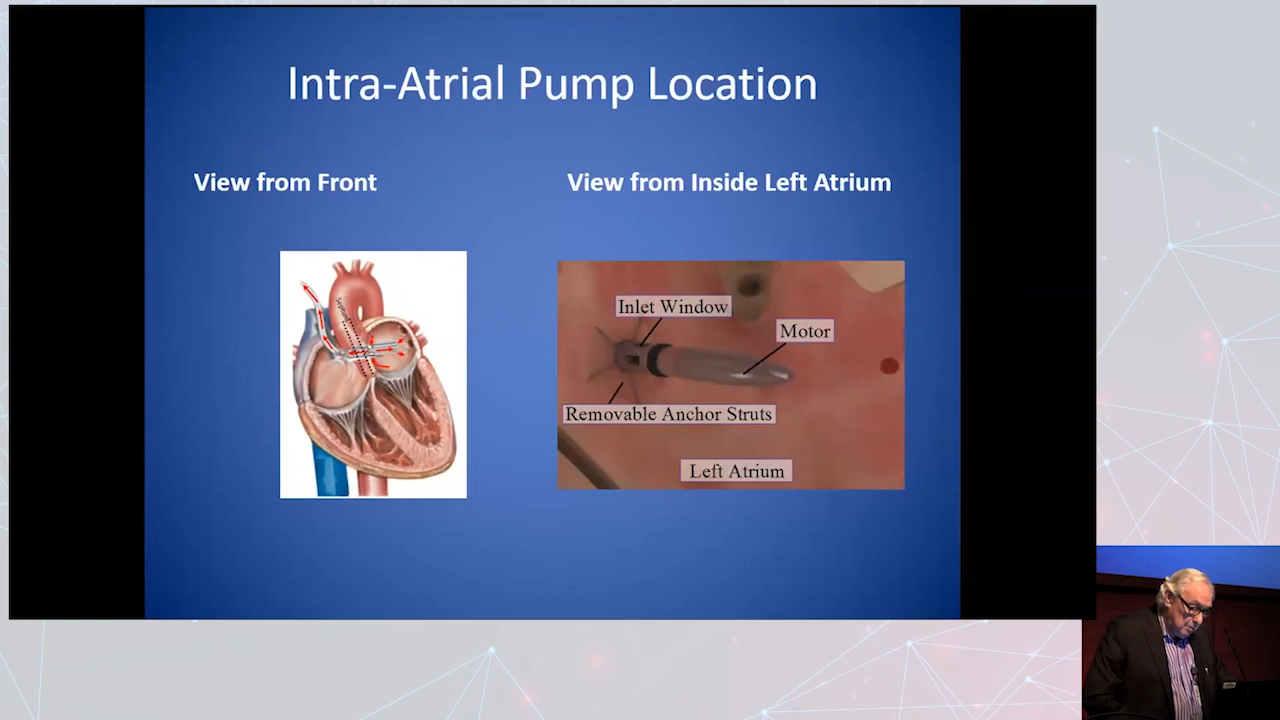 Intra-Atrial Pump Location
View from Front
View from Inside Left Atrium
Septum
Inlet Window
Motor
Removable Anchor Struts
Left Atrium